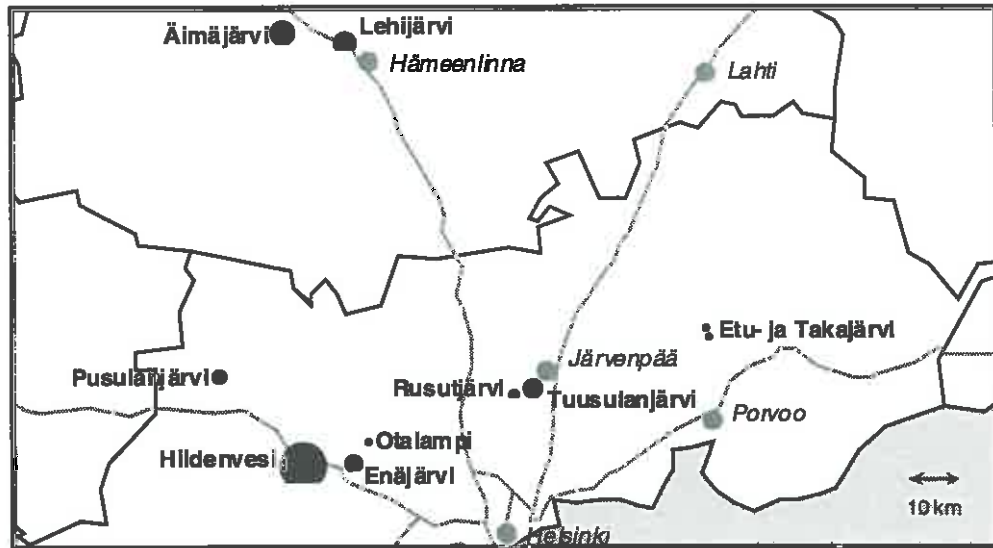 Äimäjärvi
Lehijärvi
Hämeenlinna
Lahti
Etu- ja Takajärvi
Järvenpää
Pusulanjärvi
Rusutjärvi
Tuusulanjärvi
Porvoo
Otalampi
Hildenvesi
Enäjärvi
10 km
Helsinki